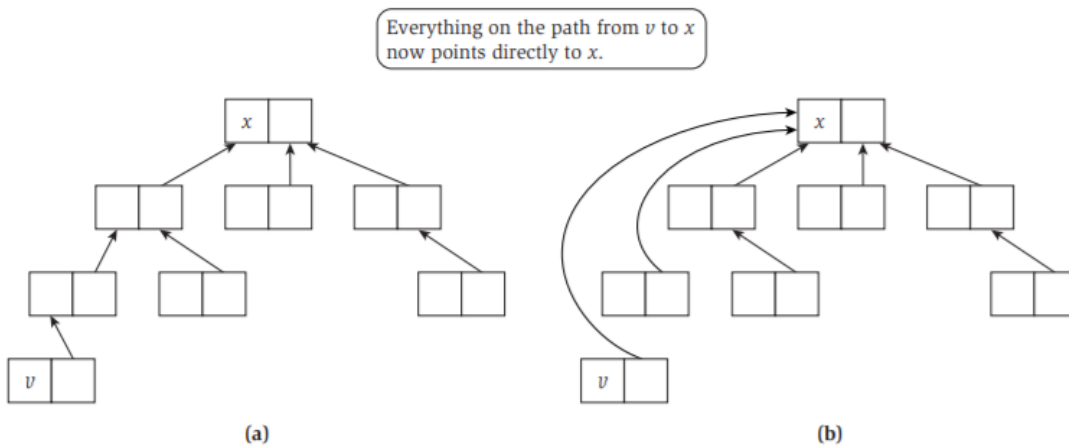 Everything on the path from v to x
now points directly to x.
x
x
v
v
(a)
(b)